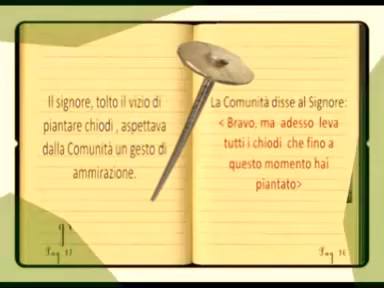 Il signore, tolto il vizio di
piantare chiodi , aspettava
dalla Comunità un gesto di
ammirazione.
La Comunità disse al Signore:
< Bravo, ma adesso leva
tutti i chiodi che fino a
questo momento hai
piantato>